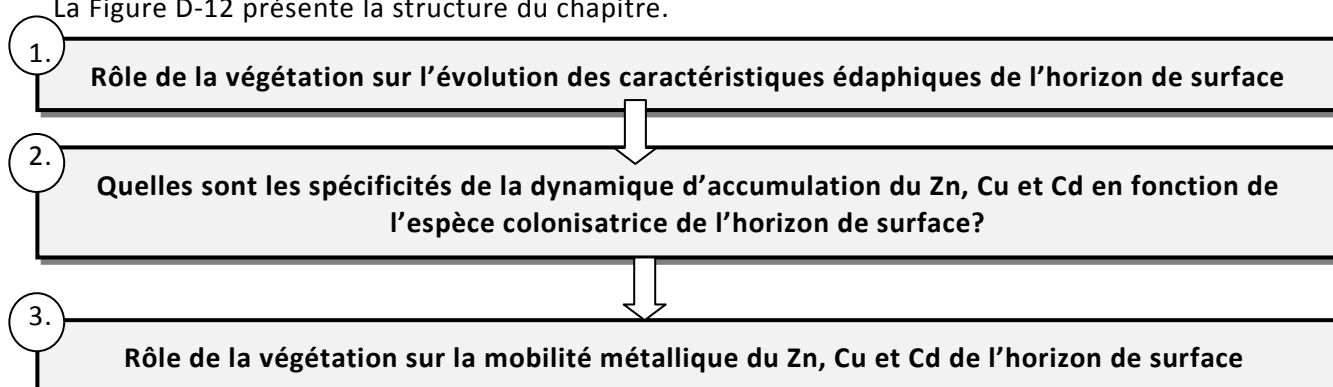 La Figure D-12 présente la structure du chapitre.
1.
Rôle de la végétation sur l’évolution des caractéristiques édaphiques de l’horizon de surface
2.
Quelles sont les spécificités de la dynamique d’accumulation du Zn, Cu et Cd en fonction de
l’espèce colonisatrice de l’horizon de surface?
3.
Rôle de la végétation sur la mobilité métallique du Zn, Cu et Cd de l’horizon de surface